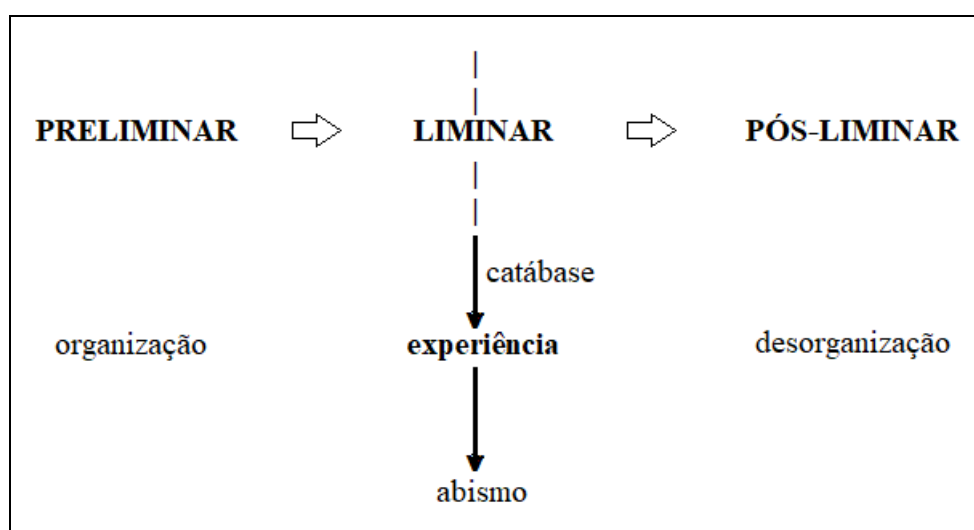 PRELIMINAR LIMINAR PÓS-LIMINAR
catábase
organização experiência desorganização
abismo